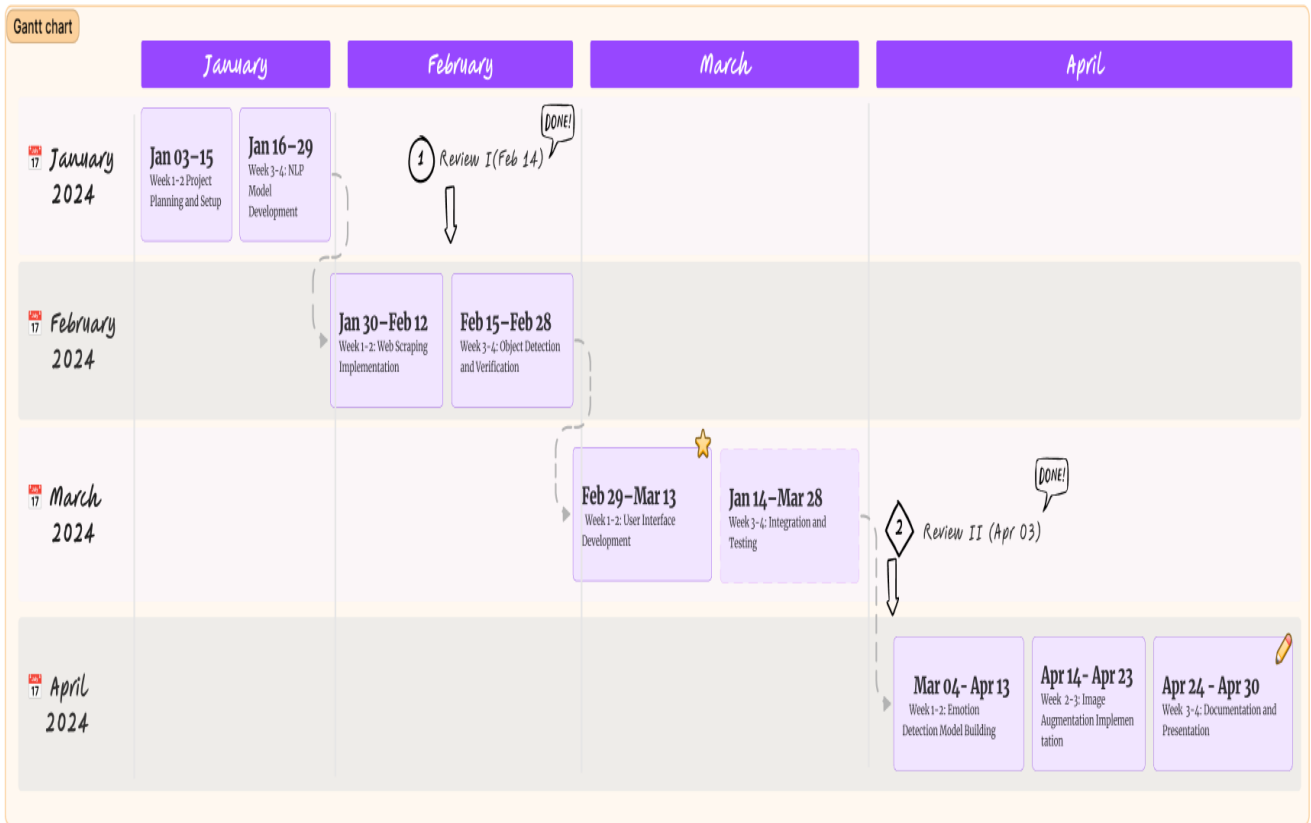 Gantt chart
January
February
March
April
17
January
2024
Jan 03–15
Week 1-2 Project
Planning and Setup
Jan 16–29
Week 3-4: NLP
Model
Development
1
Review I(Feb 14)
DONE!
17
February
2024
Jan 30–Feb 12
Week 1-2: Web Scraping
Implementation
Feb 15–Feb 28
Week 3-4: Object Detection
and Verification
17
March
2024
Feb 29–Mar 13
Week 1-2: User Interface
Development
Jan 14–Mar 28
Week 3-4: Integration and
Testing
2
Review II (Apr 03)
DONE!
17
April
2024
Mar 04- Apr 13
Week 1-2: Emotion
Detection Model Building
Apr 14- Apr 23
Week 2-3: Image
Augmentation Implemen
tation
Apr 24 - Apr 30
Week 3-4: Documentation and
Presentation